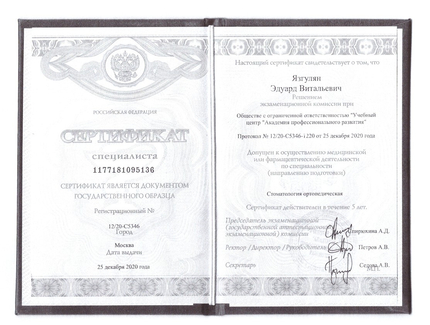 РОССИЙСКАЯ ФЕДЕРАЦИЯ
СЕРТИФИКАТ
специалиста
1177181095136
СЕРТИФИКАТ ЯВЛЯЕТСЯ ДОКУМЕНТОМ
ГОСУДАРСТВЕННОГО ОБРАЗЦА
Регистрационный №
12/20-С5346
Город
Москва
Дата выдачи
25 декабря 2020 года
Настоящий сертификат свидетельствует о том, что
Язгулян
Эдуард Витальевич
Решением
экзаменационной комиссии при
Обществе с ограниченной ответственностью "Учебный
центр "Академия профессионального развития"
Протокол № 12/20-С5346-1220 от 25 декабря 2020 года
Допущен к осуществлению медицинской
или фармацевтической деятельности
по специальности
(направлению подготовки)
Стоматология ортопедическая
Сертификат действителен в течение 5 лет.
Председатель экзаменационной
(государственной аттестационной,
экзаменационной) комиссии А.Д.
Ректор / Директор / Руководитель Петров А.В.
Секретарь А.В.
М.П.